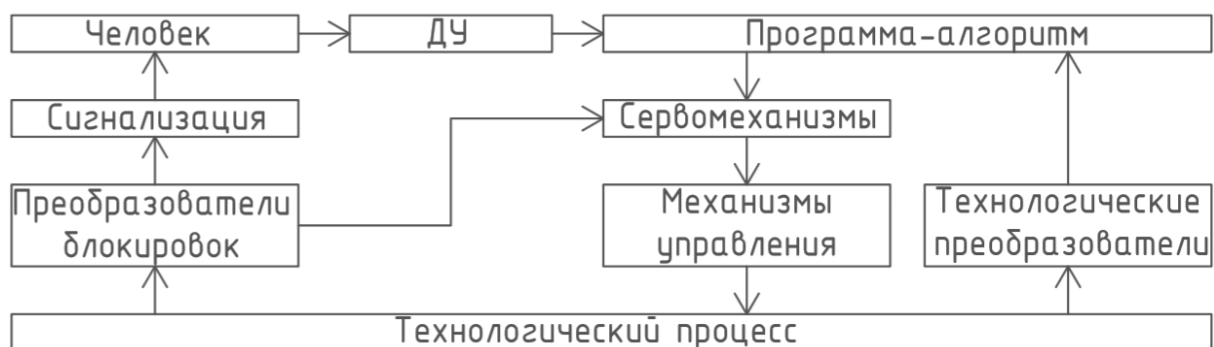 Человек
ДУ
Программа-алгоритм
Сигнализация
Сервомеханизмы
Преобразователи
блокировок
Механизмы
управления
Технологические
преобразователи
Технологический процесс